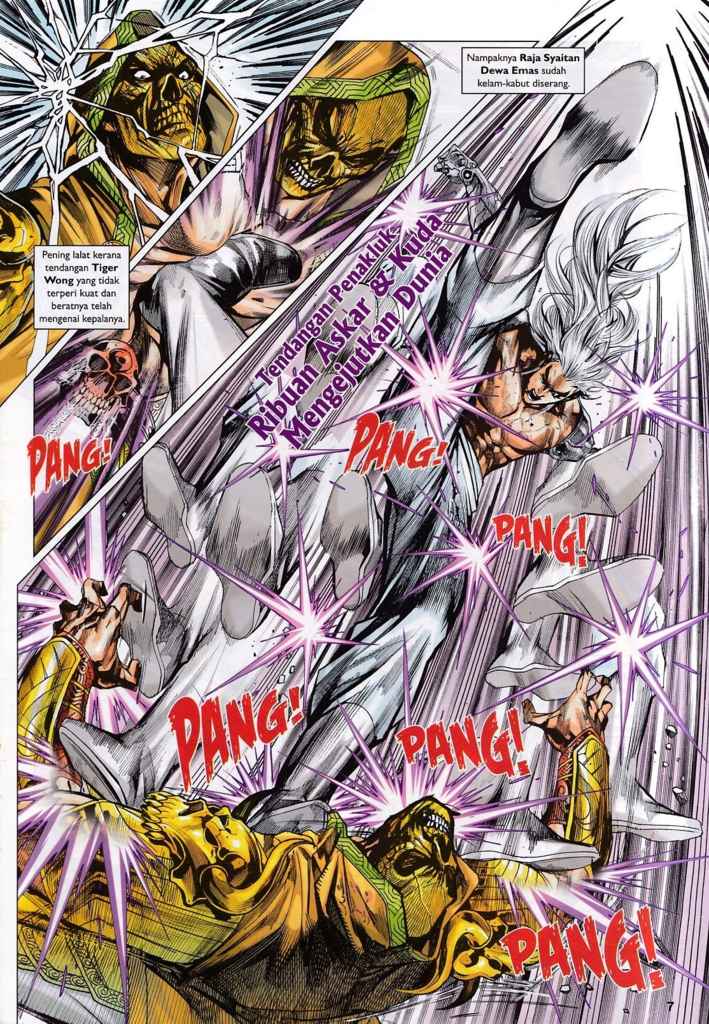 Pening lalat kerana
tendangan Tiger
Wong yang tidak
terperi kuat dan
beratnya telah
mengenai kepalanya.
Nampaknya Raja Syaitan
Dewa Emas sudah
kelam-kabut diserang.
Tendangan Penakluk
Ribuan Askar & Kuda
Mengejutkan Dunia
PANG!
PANG!
PANG!
PANG!
PANG!
PANG!
7